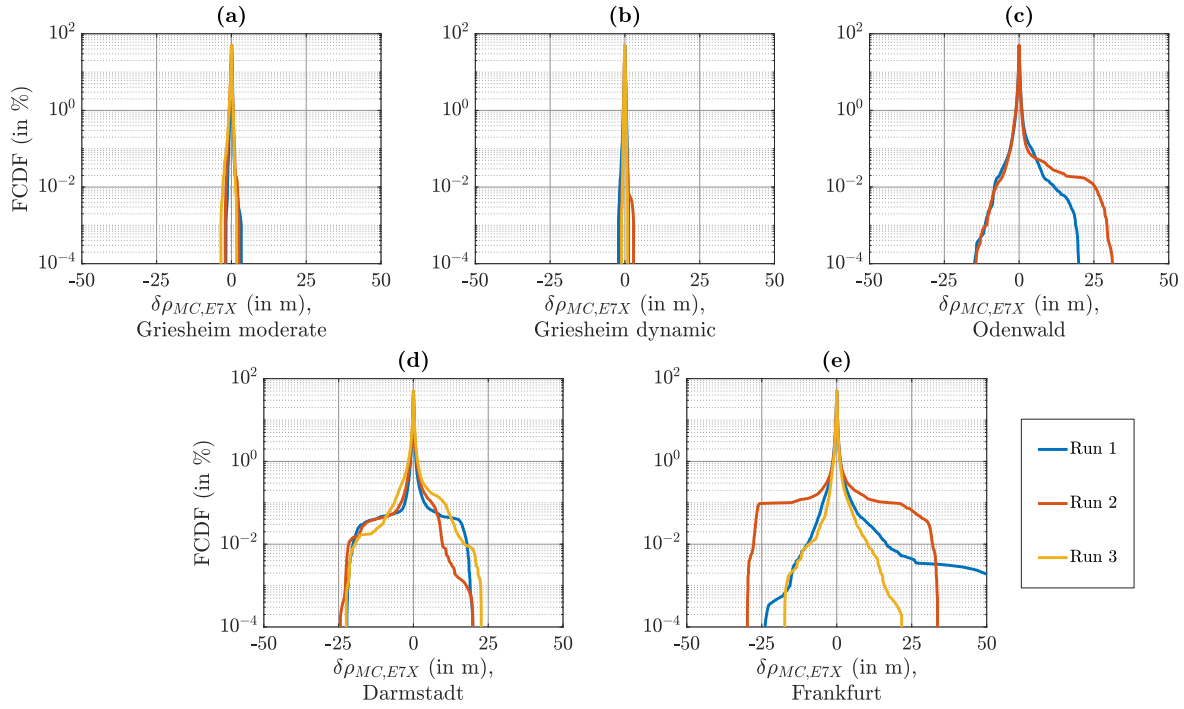 (a)
(b)
(c)
FCDF (in %)
10^2
10^0
10^-2
10^-4
-50 -25 0 25 50
δρ_MC,E7X (in m),
Griesheim moderate
10^2
10^0
10^-2
10^-4
-50 -25 0 25 50
δρ_MC,E7X (in m),
Griesheim dynamic
10^2
10^0
10^-2
10^-4
-50 -25 0 25 50
δρ_MC,E7X (in m),
Odenwald
(d)
(e)
FCDF (in %)
10^2
10^0
10^-2
10^-4
-50 -25 0 25 50
δρ_MC,E7X (in m),
Darmstadt
10^2
10^0
10^-2
10^-4
-50 -25 0 25 50
δρ_MC,E7X (in m),
Frankfurt
Run 1
Run 2
Run 3